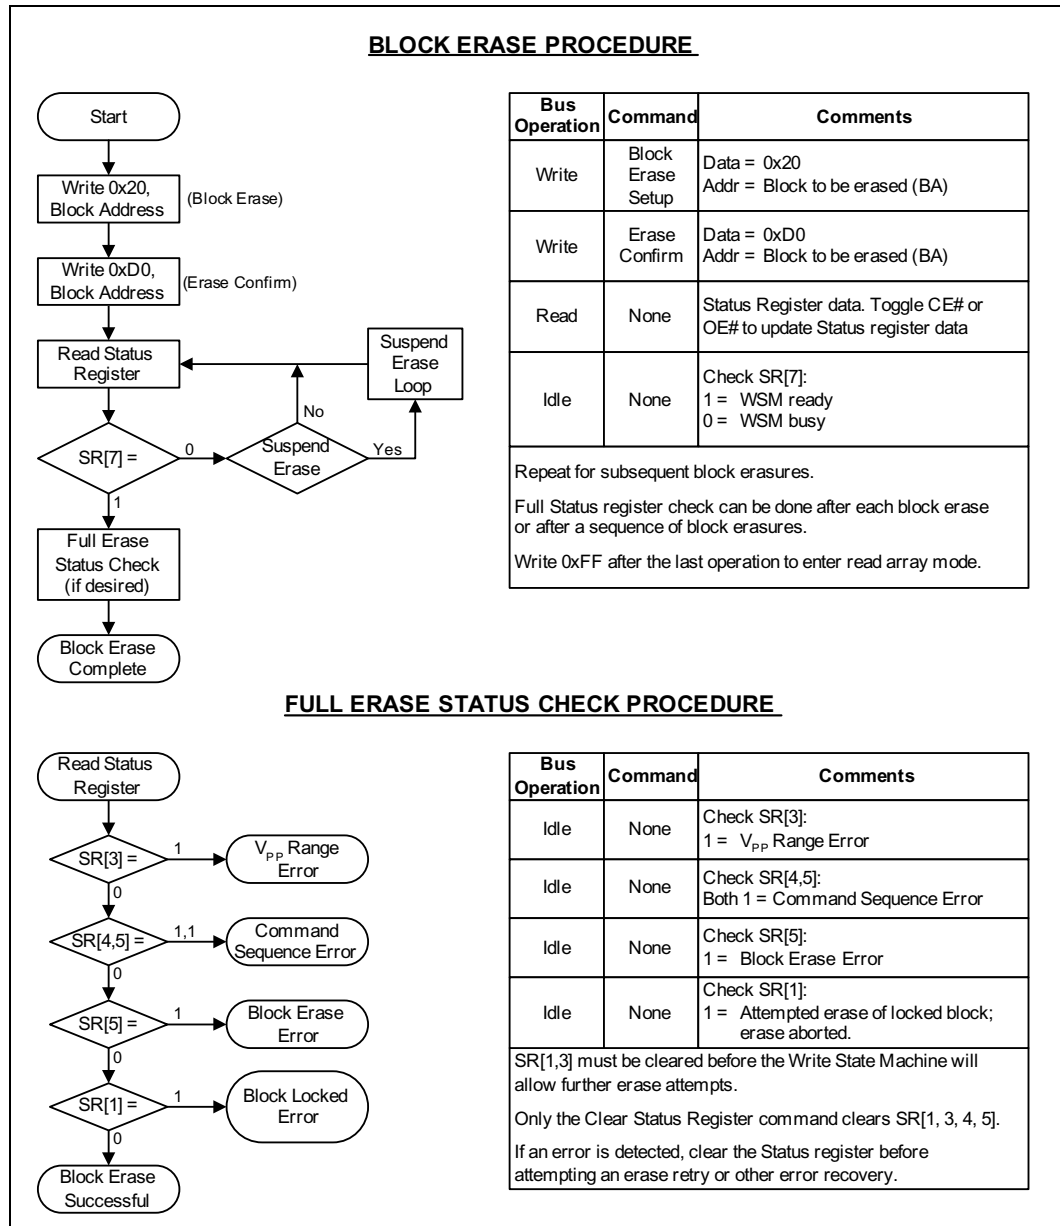 BLOCK ERASE PROCEDURE
Start
Write 0x20,
Block Address
(Block Erase)
Write 0xD0,
Block Address
(Erase Confirm)
Read Status
Register
Suspend
Erase
Loop
No
SR[7] =
0
Suspend
Erase
Yes
1
Full Erase
Status Check
(if desired)
Block Erase
Complete
Bus
Operation
Command
Comments
Write
Block
Erase
Setup
Data = 0x20
Addr = Block to be erased (BA)
Write
Erase
Confirm
Data = 0xD0
Addr = Block to be erased (BA)
Read
None
Status Register data. Toggle CE# or
OE# to update Status register data
Idle
None
Check SR[7]:
1 = WSM ready
0 = WSM busy
Repeat for subsequent block erasures.
Full Status register check can be done after each block erase
or after a sequence of block erasures.
Write 0xFF after the last operation to enter read array mode.
FULL ERASE STATUS CHECK PROCEDURE
Read Status
Register
SR[3] =
1
VPP Range
Error
0
SR[4,5] =
1,1
Command
Sequence Error
0
SR[5] =
1
Block Erase
Error
0
SR[1] =
1
Block Locked
Error
0
Block Erase
Successful
Bus
Operation
Command
Comments
Idle
None
Check SR[3]:
1 = VPP Range Error
Idle
None
Check SR[4,5]:
Both 1 = Command Sequence Error
Idle
None
Check SR[5]:
1 = Block Erase Error
Idle
None
Check SR[1]:
1 = Attempted erase of locked block;
erase aborted.
SR[1,3] must be cleared before the Write State Machine will
allow further erase attempts.
Only the Clear Status Register command clears SR[1, 3, 4, 5].
If an error is detected, clear the Status register before
attempting an erase retry or other error recovery.